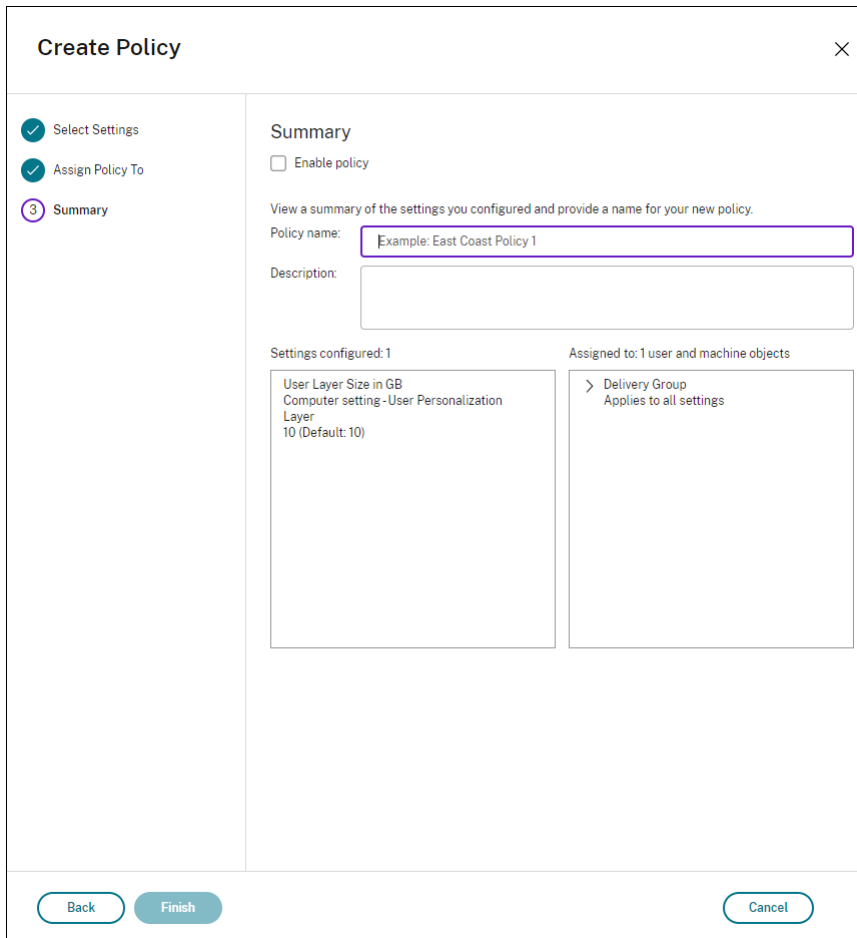 Create Policy
Select Settings
Assign Policy To
3 Summary
Summary
Enable policy
View a summary of the settings you configured and provide a name for your new policy.
Policy name:
Example: East Coast Policy 1
Description:
Settings configured: 1
User Layer Size in GB
Computer setting - User Personalization
Layer
10 (Default: 10)
Assigned to: 1 user and machine objects
Delivery Group
Applies to all settings
Back
Finish
Cancel